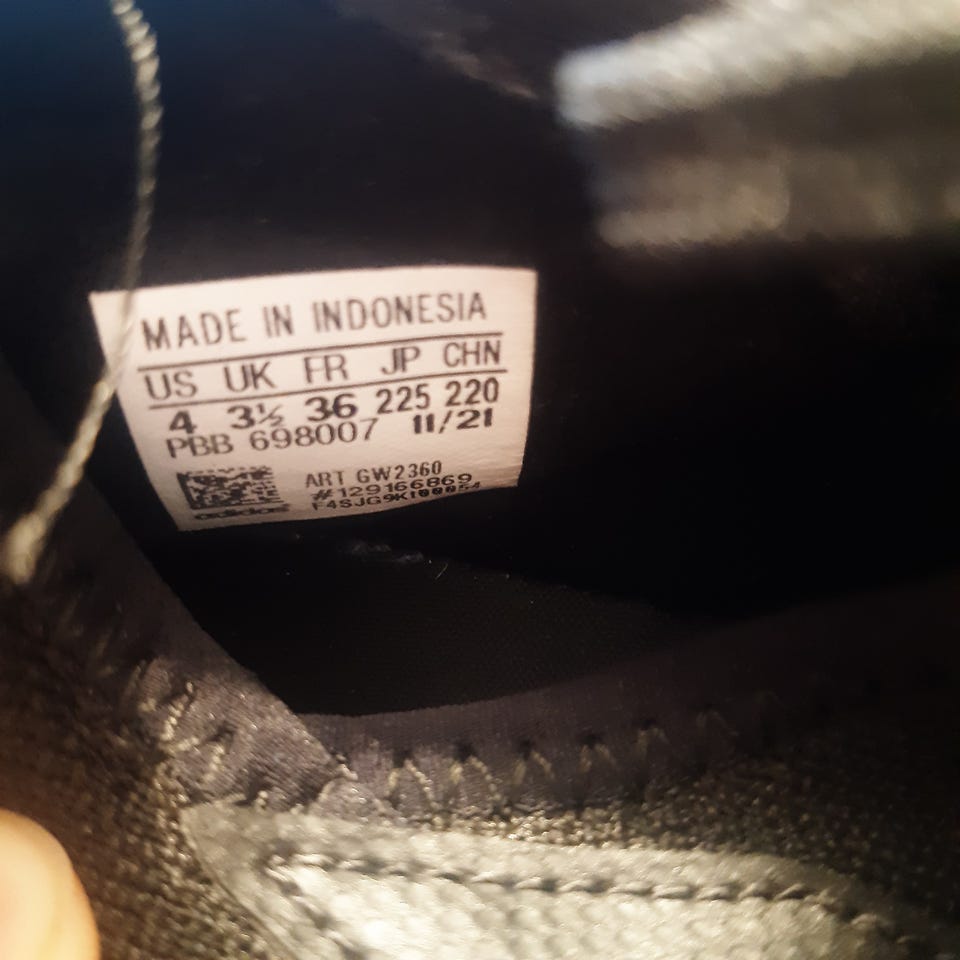 MADE IN INDONESIA
US UK FR JP CHN
4 3½ 36 225 220
PBB 698007 11/21
ART GW2360
#129166869
adidas